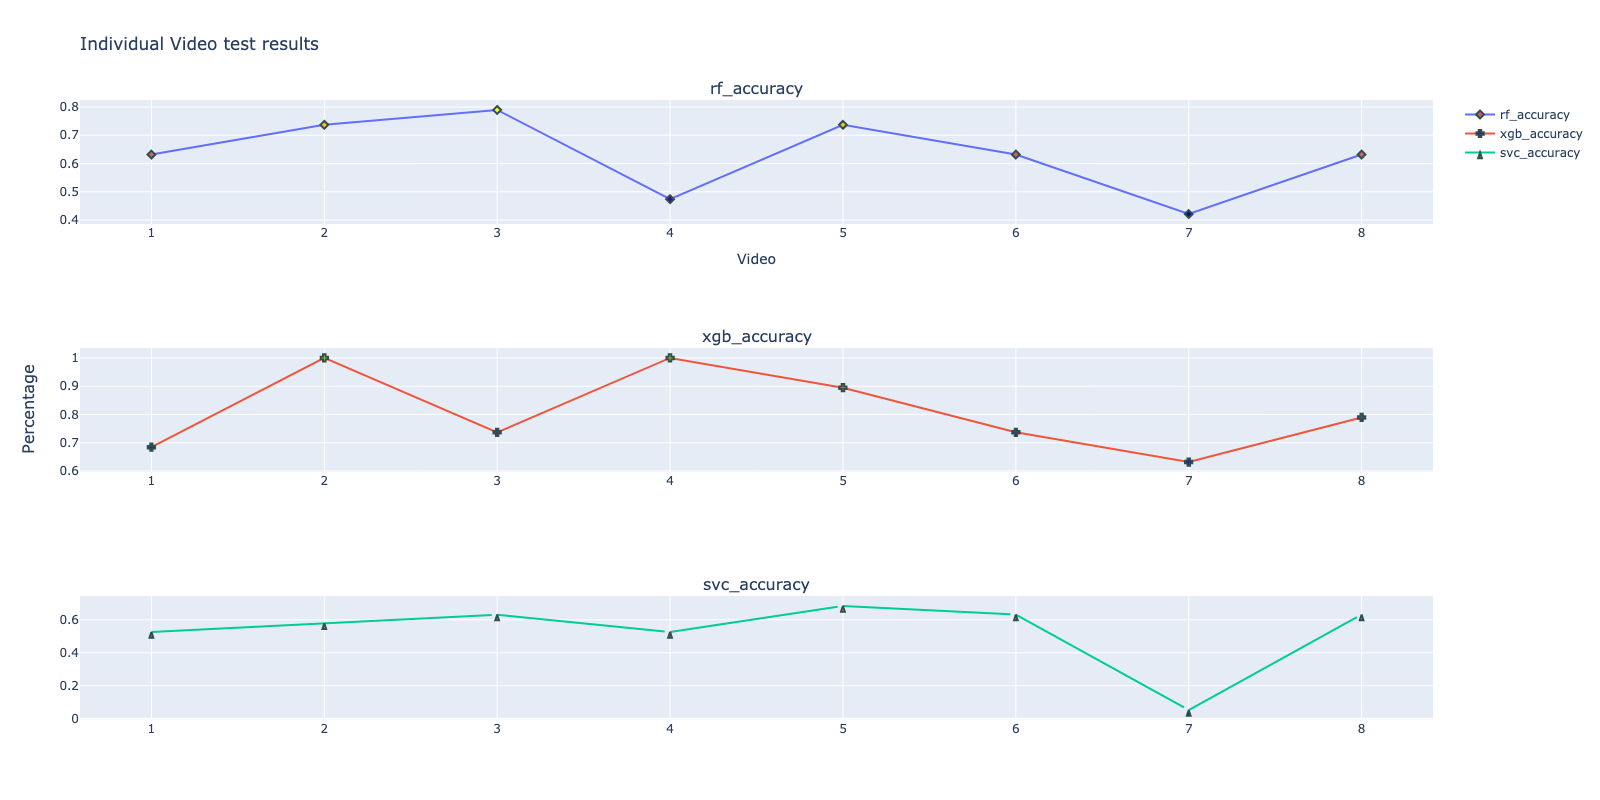 Individual Video test results
rf_accuracy
0.8
0.7
0.6
0.5
0.4
1 2 3 4 5 6 7 8
Video
rf_accuracy
xgb_accuracy
svc_accuracy
Percentage
xgb_accuracy
1
0.9
0.8
0.7
0.6
1 2 3 4 5 6 7 8
svc_accuracy
0.6
0.4
0.2
0
1 2 3 4 5 6 7 8